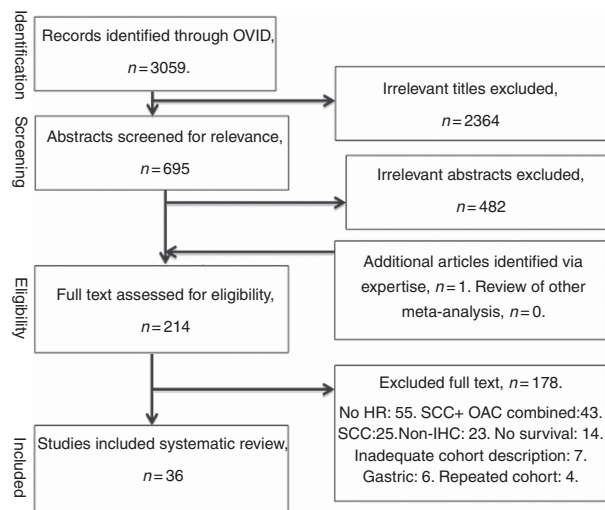 Identification
Records identified through OVID,
n=3059.
Irrelevant titles excluded,
n=2364
Screening
Abstracts screened for relevance,
n=695
Irrelevant abstracts excluded,
n=482
Eligibility
Additional articles identified via
expertise, n=1. Review of other
meta-analysis, n=0.
Full text assessed for eligibility,
n=214
Excluded full text, n=178.
No HR: 55. SCC+ OAC combined:43.
SCC:25.Non-IHC: 23. No survival: 14.
Inadequate cohort description: 7.
Gastric: 6. Repeated cohort: 4.
Included
Studies included systematic review,
n=36